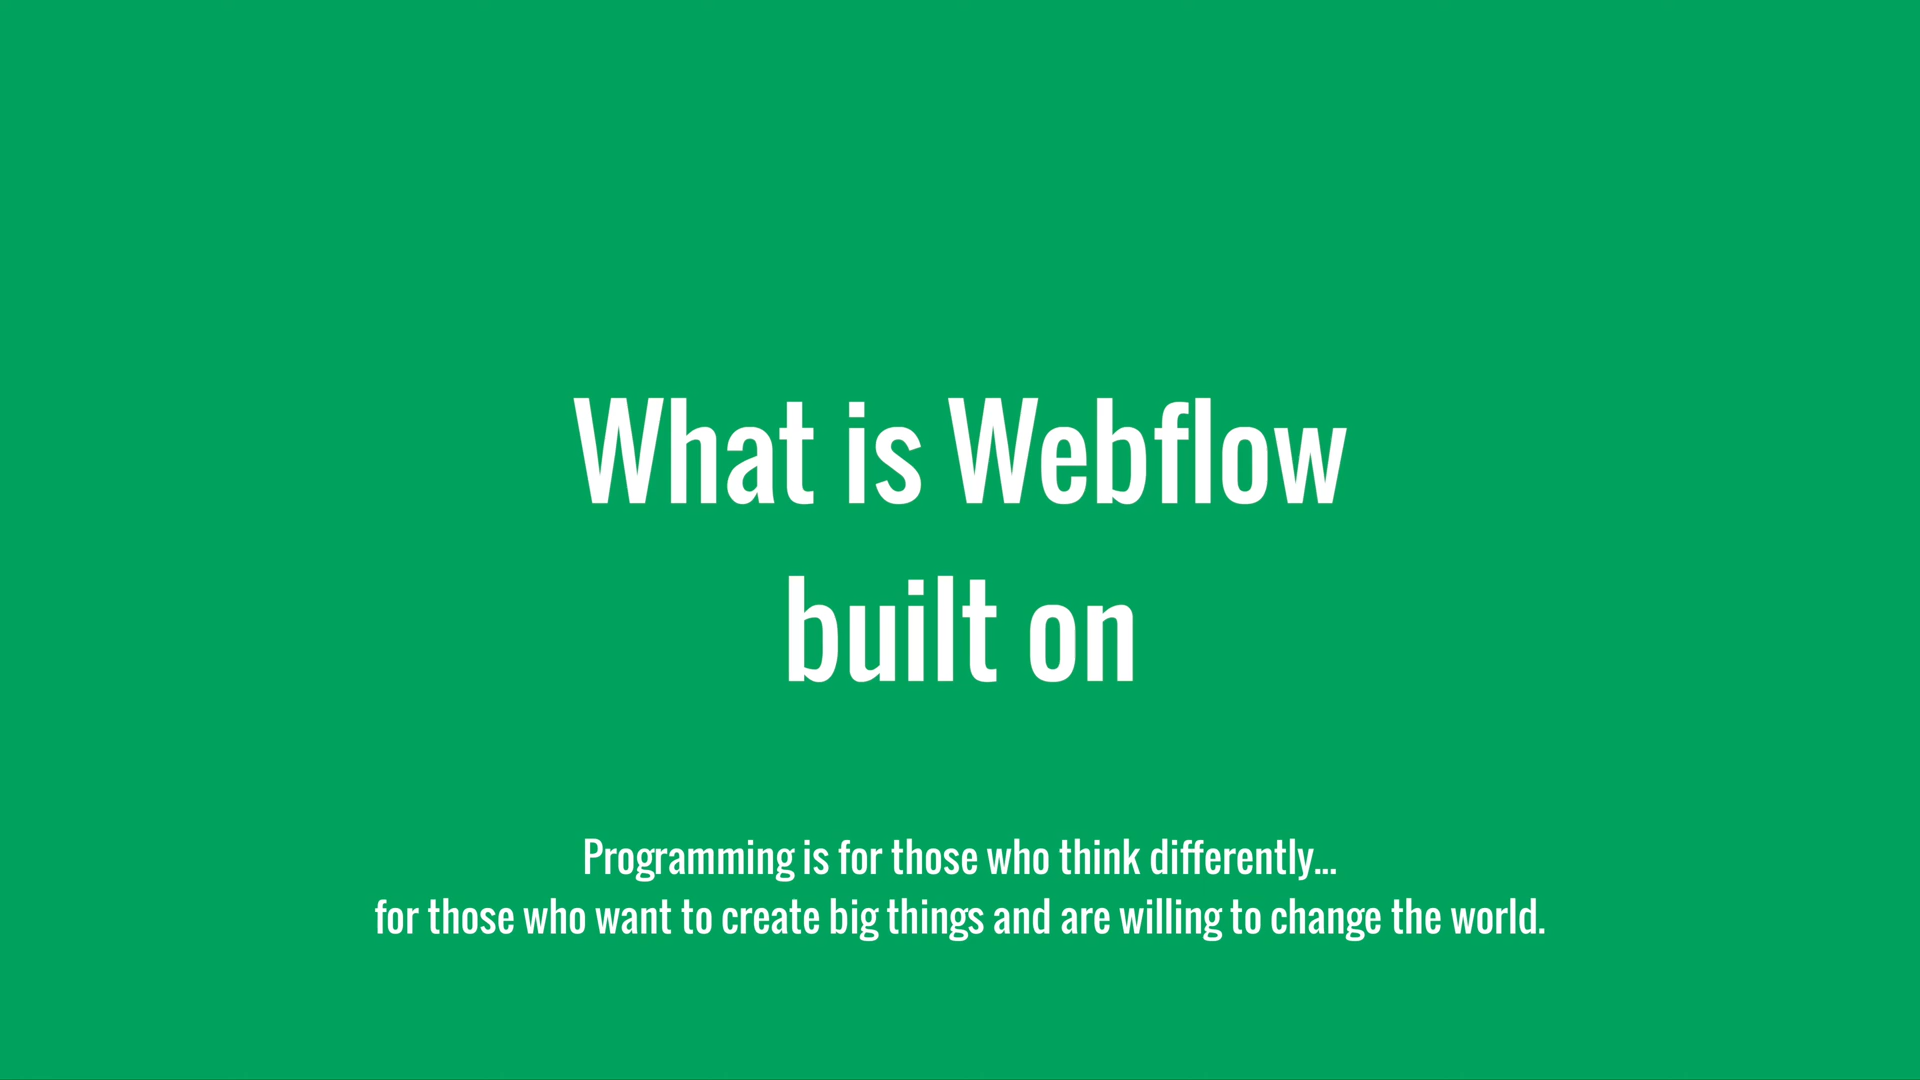 What is Webflow
built on
Programming is for those who think differently...
for those who want to create big things and are willing to change the world.